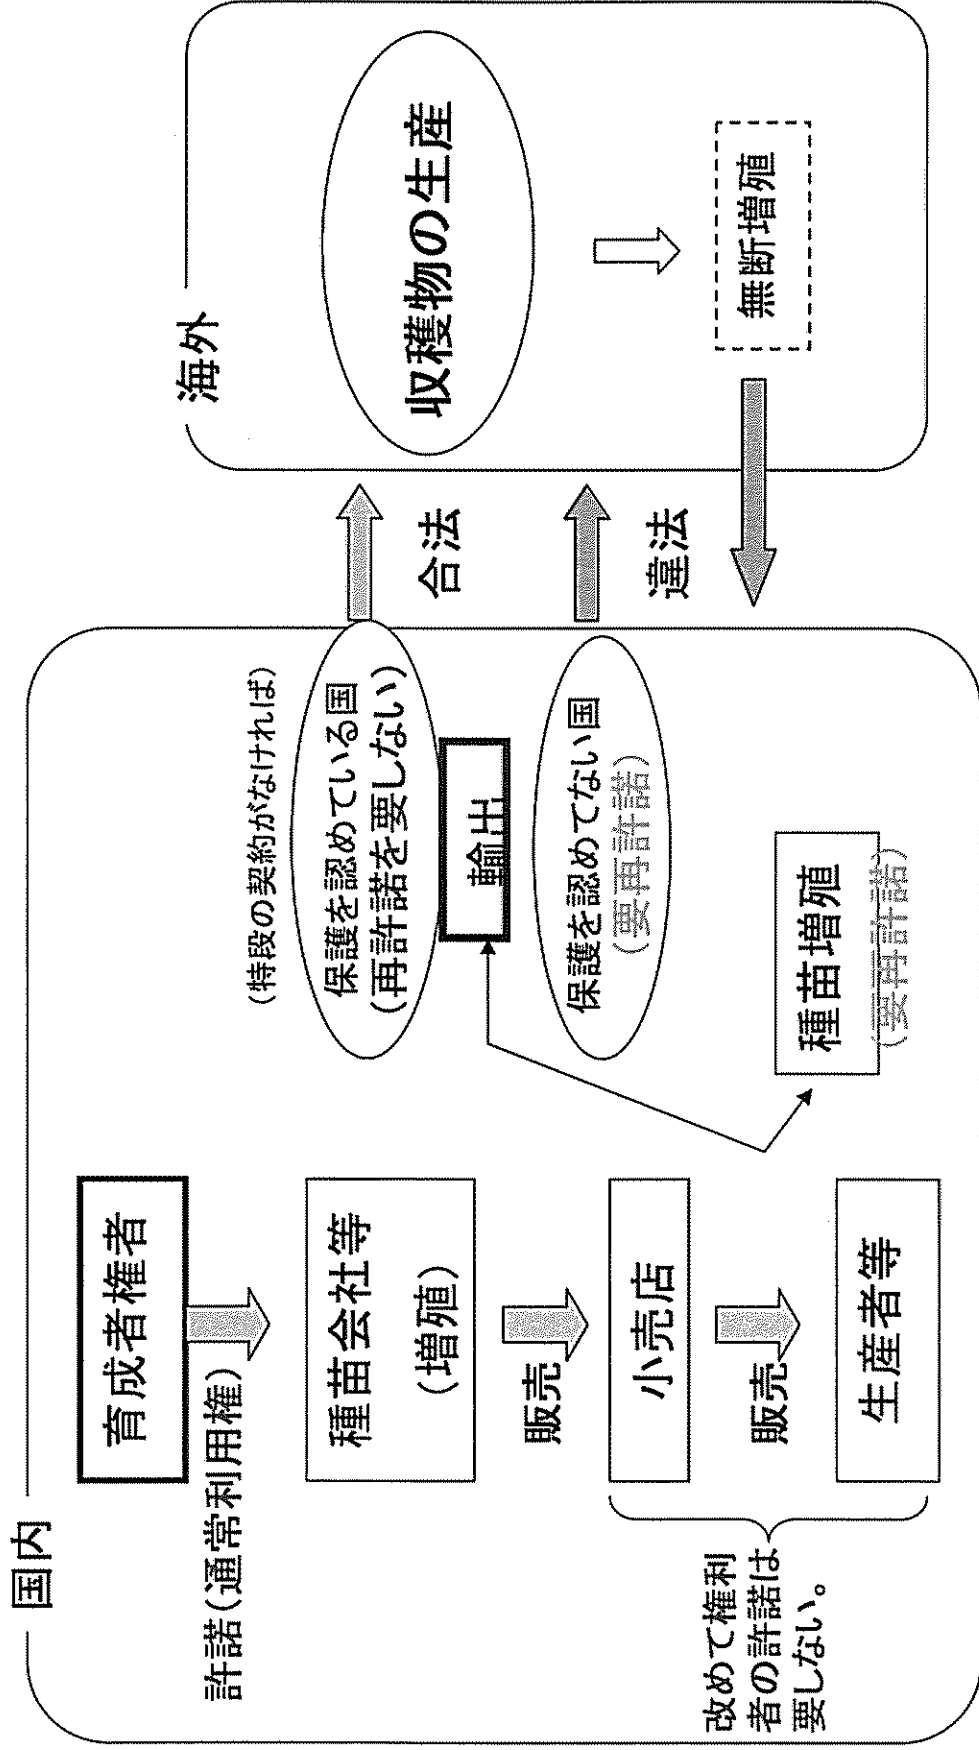 国内
育成者権者
許諾(通常利用権)
種苗会社等
(増殖)
販売
小売店
販売
生産者等
改めて権利
者の許諾は
要しない。
(特段の契約がなければ)
保護を認めている国
(再許諾を要しない)
輸出
保護を認めてない国
(要再許諾)
種苗増殖
(要再許諾)
合法
違法
海外
収穫物の生産
無断増殖